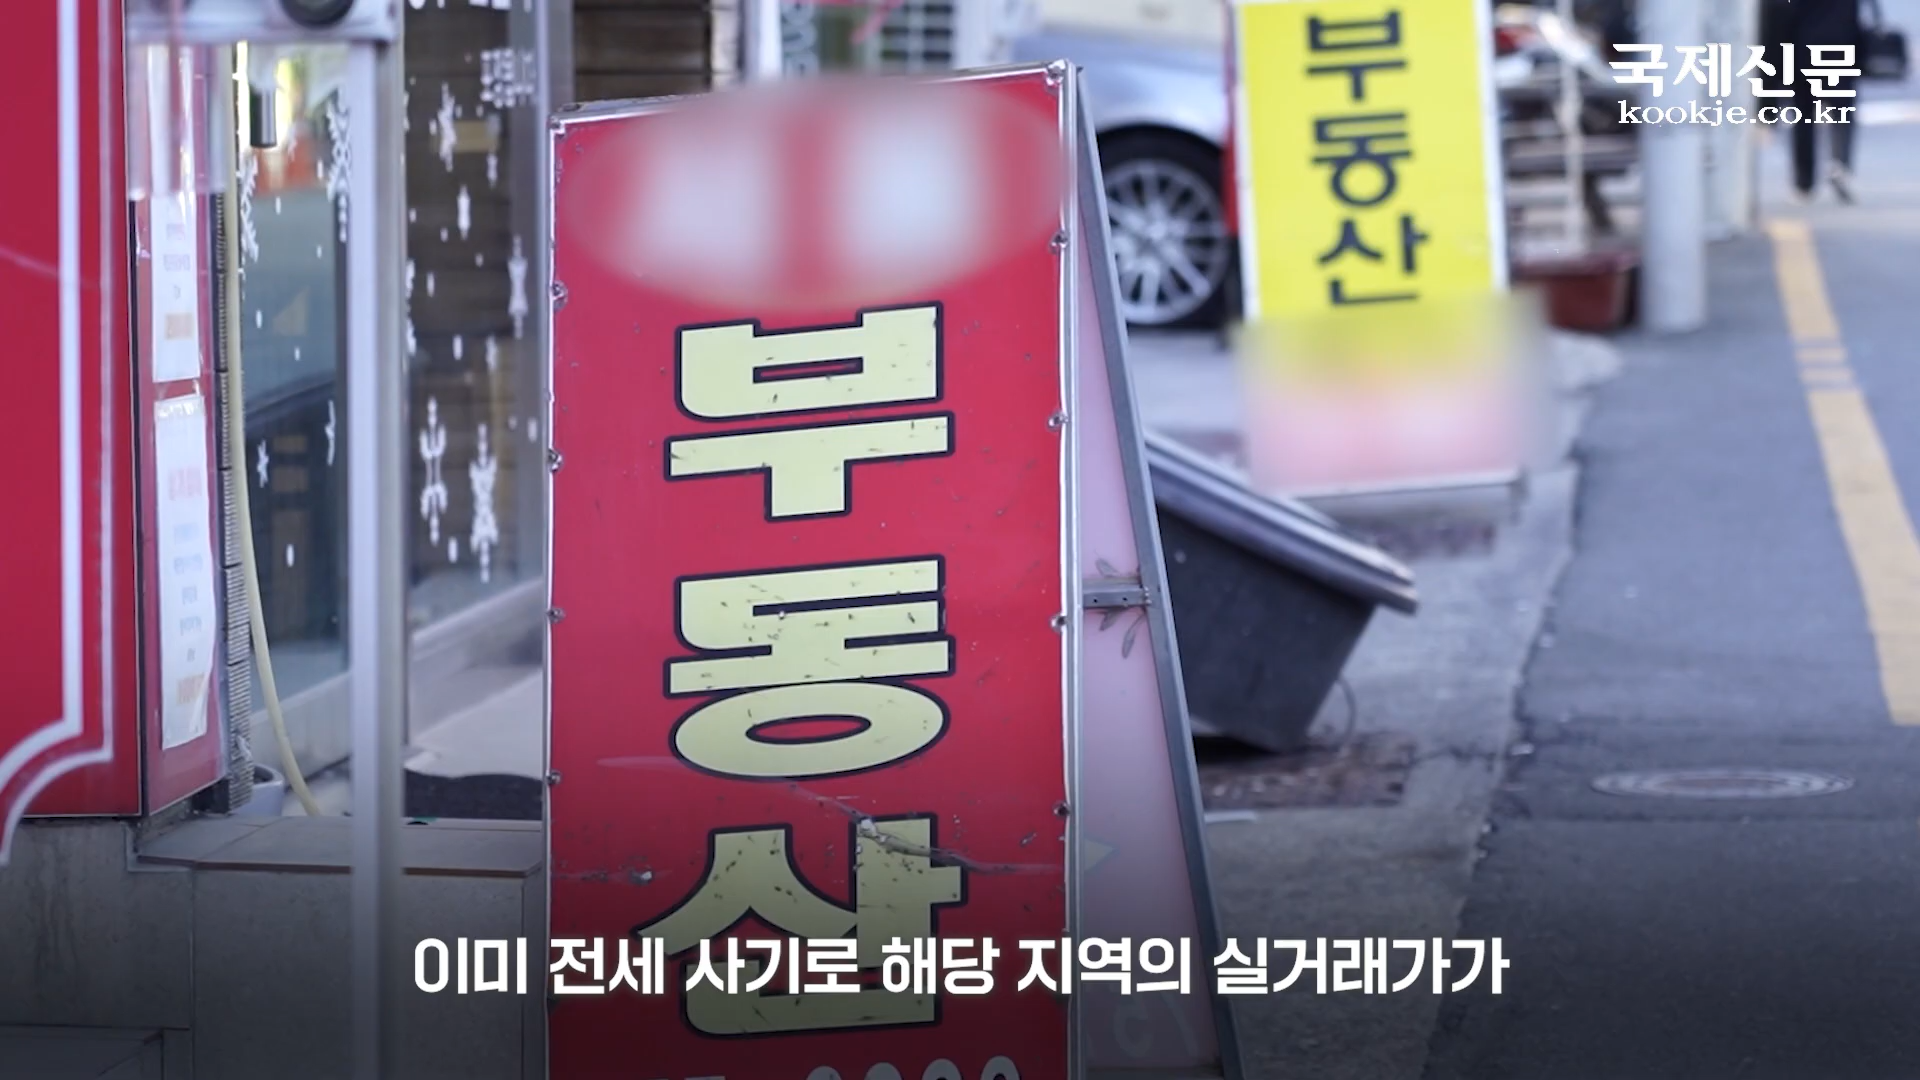 국제신문
kookje.co.kr
부동산
부동산
이미 전세 사기로 해당 지역의 실거래가가